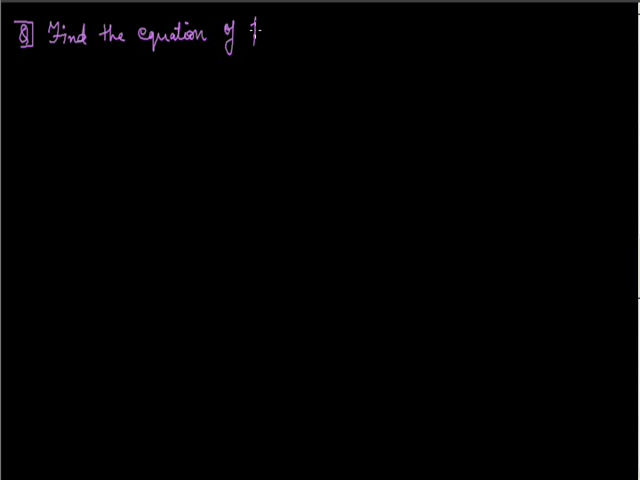 Q Find the equation of